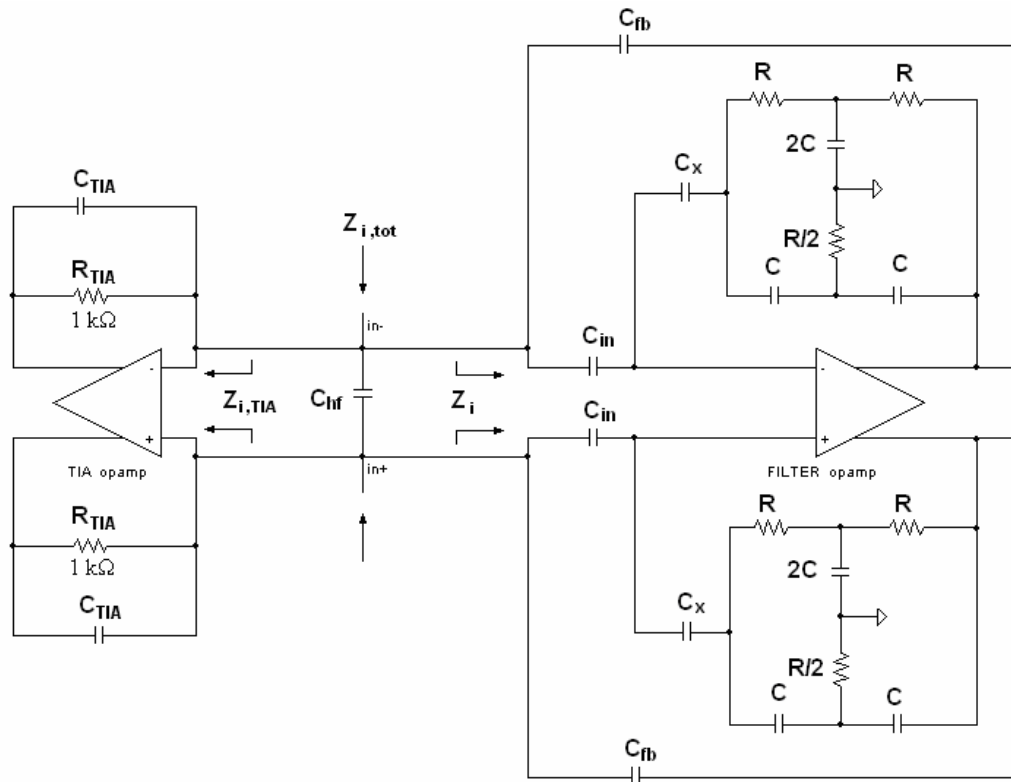 Cfb
R
R
2C
CX
CTIA
Zi,tot
R/2
RTIA
C
C
1 kΩ
in-
Cin
-
-
Chf
Zi,TIA
Zi
Cin
+
+
in+
TIA opamp
FILTER opamp
RTIA
R
R
1 kΩ
2C
CTIA
CX
R/2
C
C
Cfb